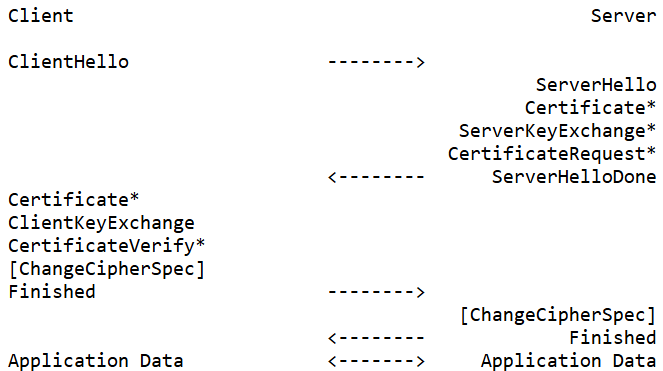 Client                                               Server

ClientHello                  -------->
                                                ServerHello
                                               Certificate*
                                         ServerKeyExchange*
                                        CertificateRequest*
                             <--------      ServerHelloDone
Certificate*
ClientKeyExchange
CertificateVerify*
[ChangeCipherSpec]
Finished                     -------->
                                         [ChangeCipherSpec]
                             <--------             Finished
Application Data             <------->     Application Data